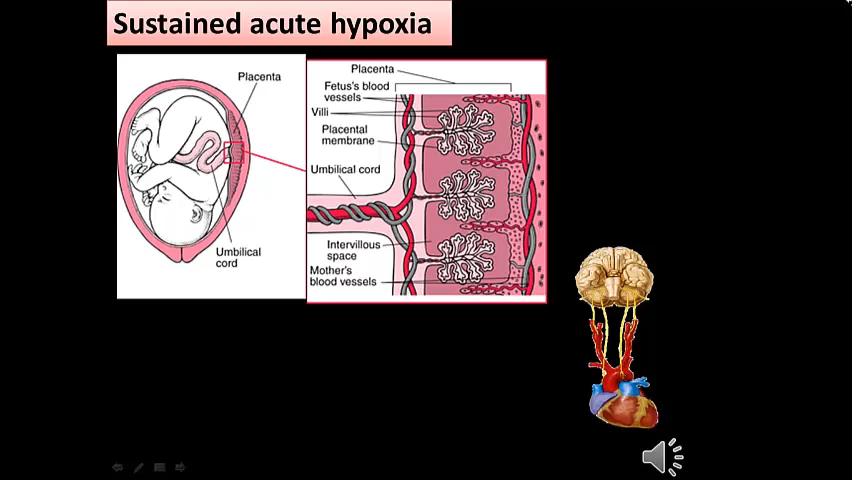 Sustained acute hypoxia
Placenta
Umbilical
cord
Placenta
Fetus's blood
vessels
Villi
Placental
membrane
Umbilical cord
Intervillous
space
Mother's
blood vessels